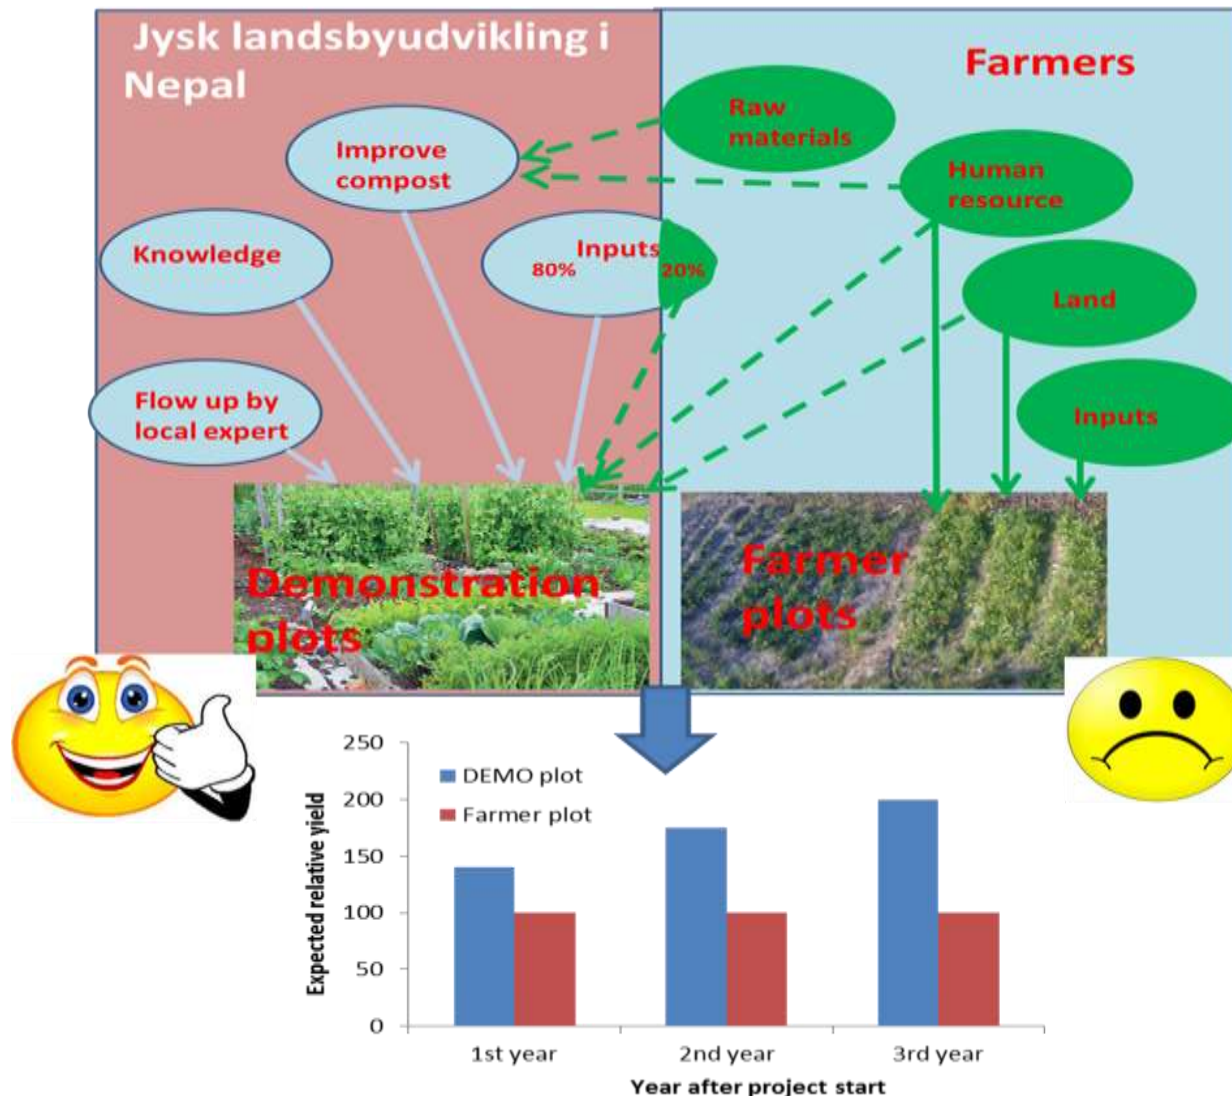 Jysk landsbyudvikling i
Nepal
Farmers
Raw
materials
Improve
compost
Human
resource
Knowledge
Inputs
80%
20%
Land
Flow up by
local expert
Inputs
Demonstration
plots
Farmer
plots
250
200
150
100
50
0
DEMO plot
Farmer plot
Expected relative yield
1st year
2nd year
3rd year
Year after project start